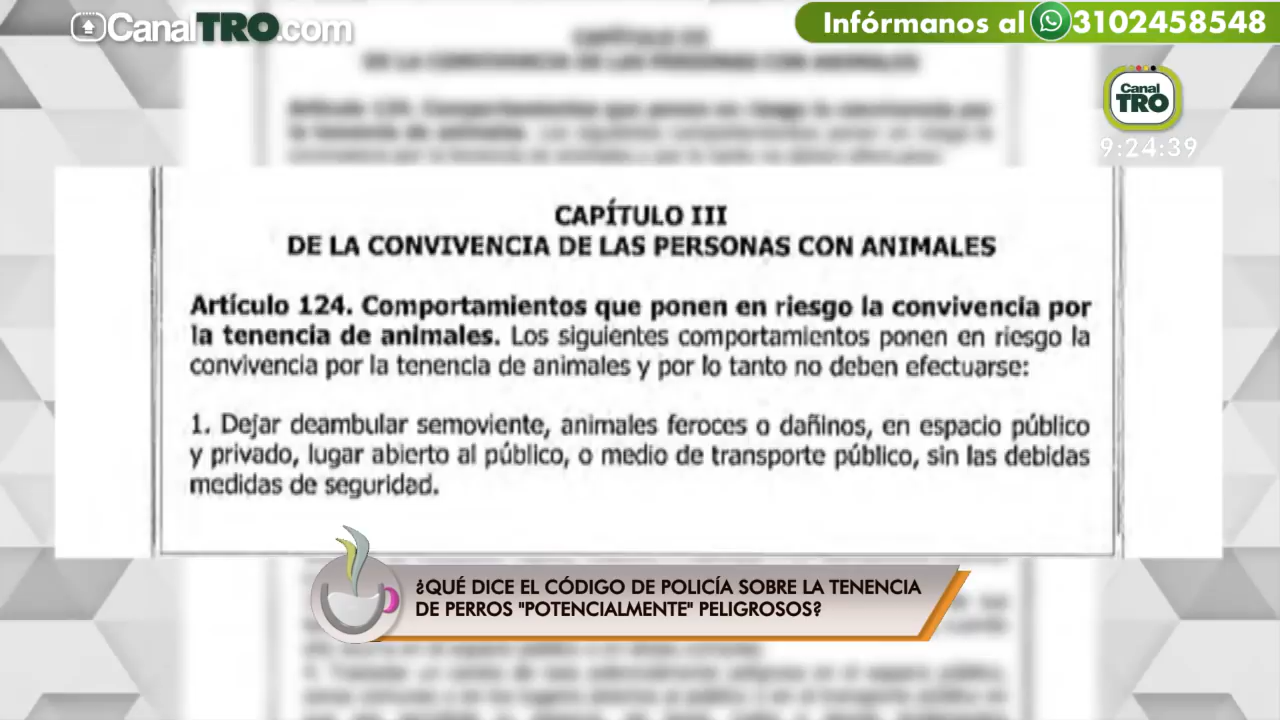 CanalTRO.com
Infórmanos al 3102458548
Canal
TRO
9:24:39
CAPÍTULO III
DE LA CONVIVENCIA DE LAS PERSONAS CON ANIMALES
Artículo 124. Comportamientos que ponen en riesgo la convivencia por
la tenencia de animales. Los siguientes comportamientos ponen en riesgo la
convivencia por la tenencia de animales y por lo tanto no deben efectuarse:
1. Dejar deambular semoviente, animales feroces o dañinos, en espacio público
y privado, lugar abierto al público, o medio de transporte público, sin las debidas
medidas de seguridad.
¿QUÉ DICE EL CÓDIGO DE POLICÍA SOBRE LA TENENCIA
DE PERROS "POTENCIALMENTE" PELIGROSOS?